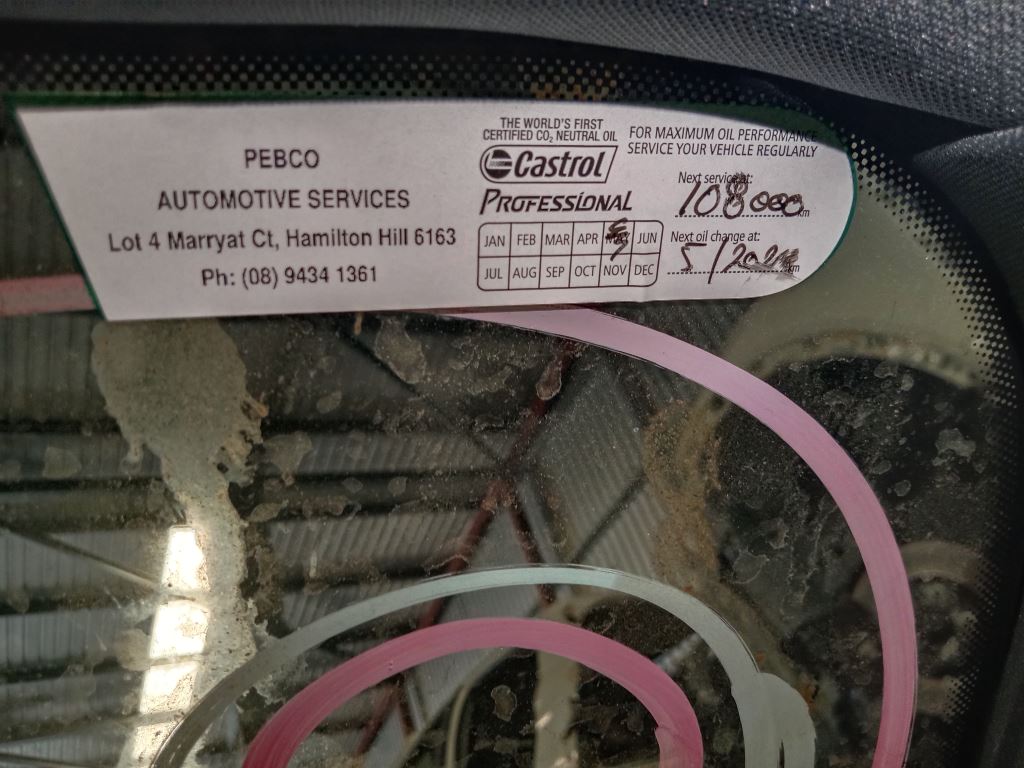 PEBCO
AUTOMOTIVE SERVICES
Lot 4 Marryat Ct, Hamilton Hill 6163
Ph: (08) 9434 1361
THE WORLD'S FIRST
CERTIFIED CO₂ NEUTRAL OIL
Castrol
PROFESSIONAL
JAN FEB MAR APR MAY JUN
JUL AUG SEP OCT NOV DEC
FOR MAXIMUM OIL PERFORMANCE
SERVICE YOUR VEHICLE REGULARLY
Next service at:
108000 km
Next oil change at:
5/202 km